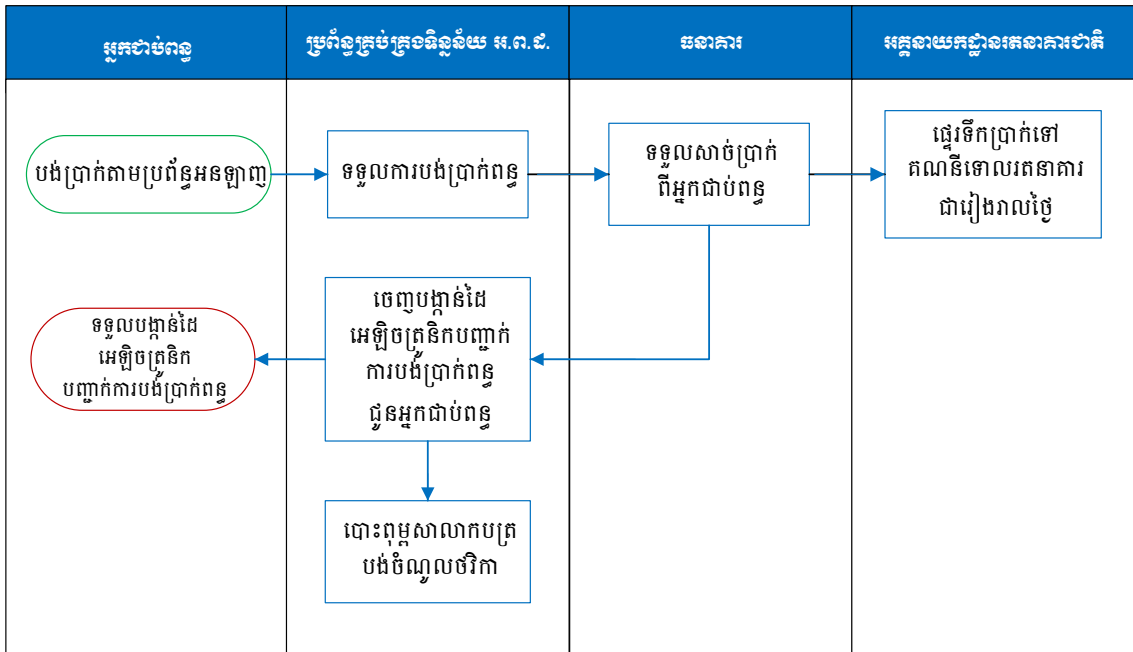 អ្នកជាប់ពន្ធ
ប្រព័ន្ធគ្រប់គ្រងទិន្នន័យ អ.ព.ដ.
ធនាគារ
អគ្គនាយកដ្ឋានរតនាគារជាតិ
បង់ប្រាក់តាមប្រព័ន្ធអនឡាញ
ទទួលការបង់ប្រាក់ពន្ធ
ទទួលសាច់ប្រាក់
ពីអ្នកជាប់ពន្ធ
ផ្ទេរទឹកប្រាក់ទៅ
គណនីទោលរតនាគារ
ជារៀងរាលថ្ងៃ
ទទួលបង្កាន់ដៃ
អេឡិចត្រូនិក
បញ្ជាក់ការបង់ប្រាក់ពន្ធ
ចេញបង្កាន់ដៃ
អេឡិចត្រូនិកបញ្ជាក់
ការបង់ប្រាក់ពន្ធ
ជូនអ្នកជាប់ពន្ធ
បោះពុម្ពសាលាកបត្រ
បង់ចំណូលថវិកា